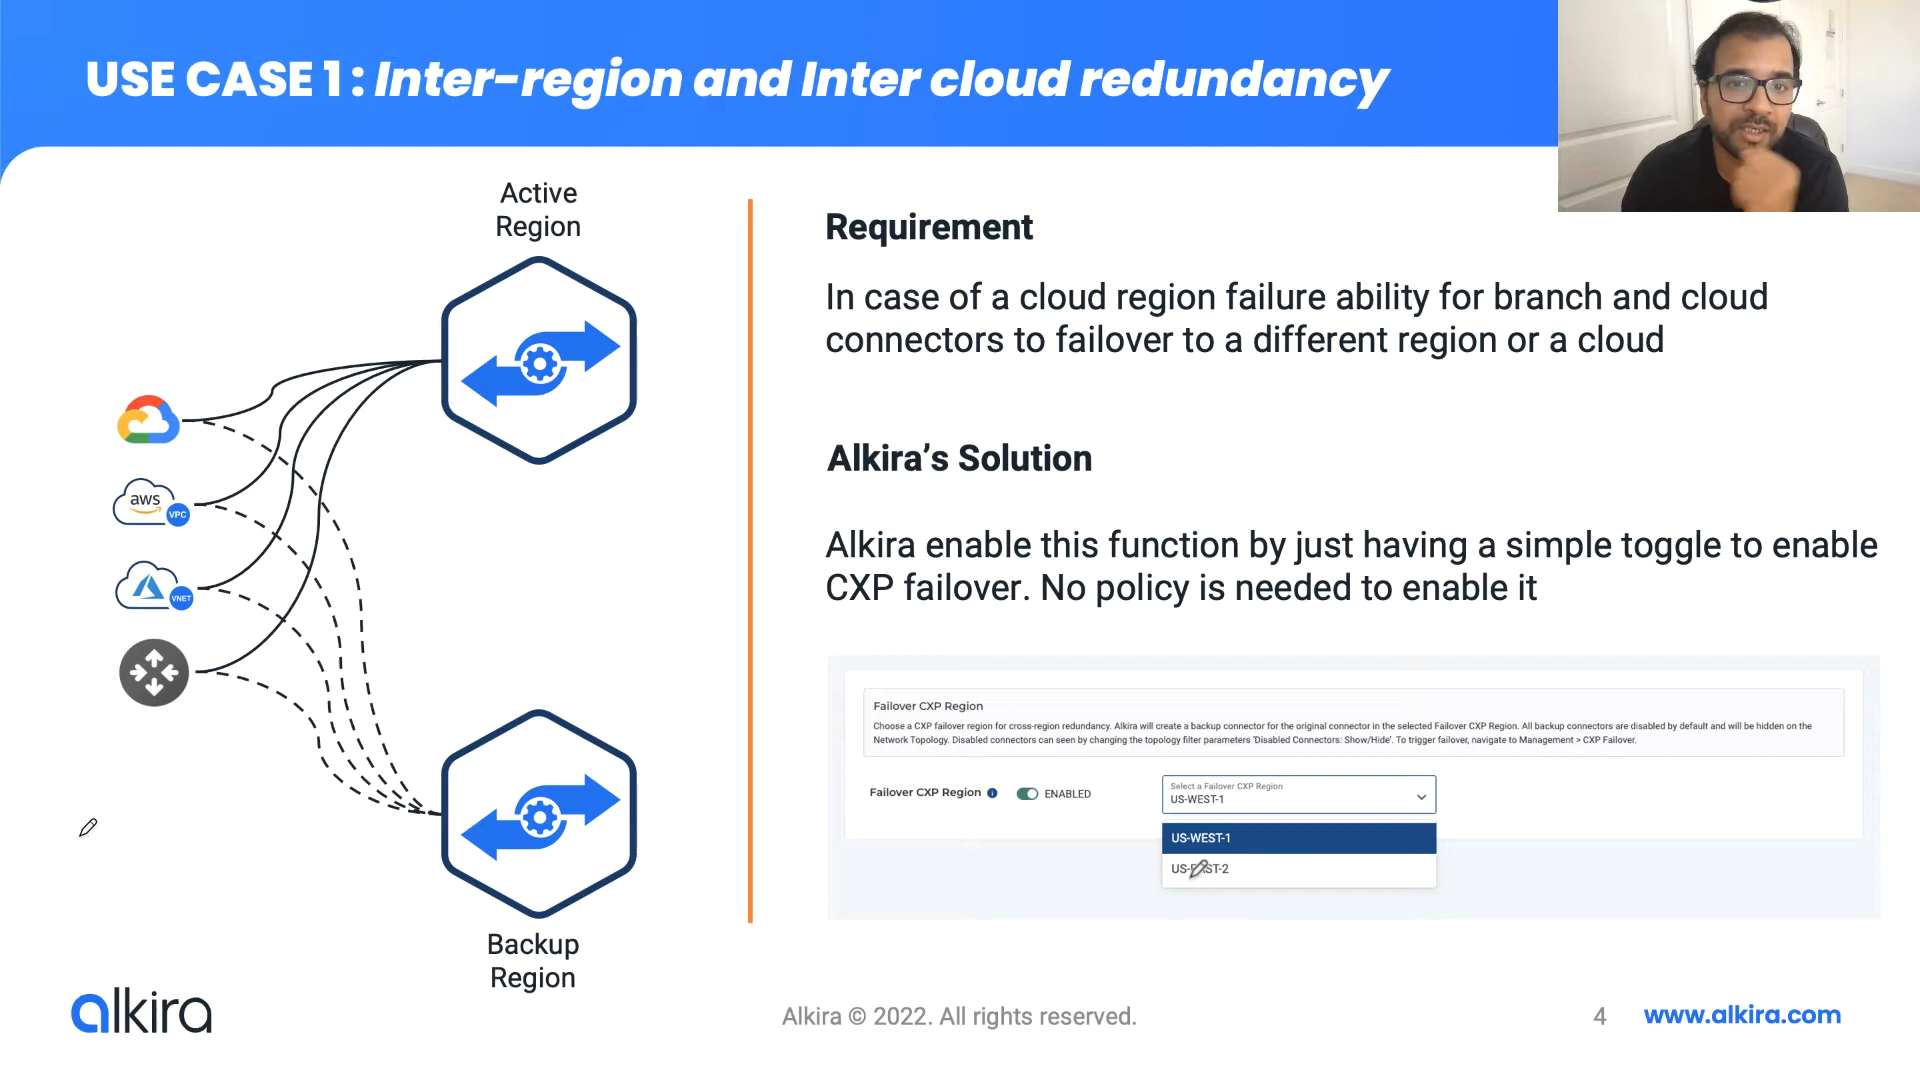 USE CASE 1 : Inter-region and Inter cloud redundancy
Active
Region
aws
VPC
VNET
Backup
Region
Requirement
In case of a cloud region failure ability for branch and cloud
connectors to failover to a different region or a cloud
Alkira’s Solution
Alkira enable this function by just having a simple toggle to enable
CXP failover. No policy is needed to enable it
Failover CXP Region
Choose a CXP failover region for cross-region redundancy. Alkira will create a backup connector for the original connector in the selected Failover CXP Region. All backup connectors are disabled by default and will be hidden on the
Network Topology. Disabled connectors can seen by changing the topology filter parameters 'Disabled Connectors: Show/Hide'. To trigger failover, navigate to Management > CXP Failover.
Failover CXP Region
ENABLED
Select a Failover CXP Region
US-WEST-1
US-WEST-1
alkira
Alkira © 2022. All rights reserved.
4
www.alkira.com